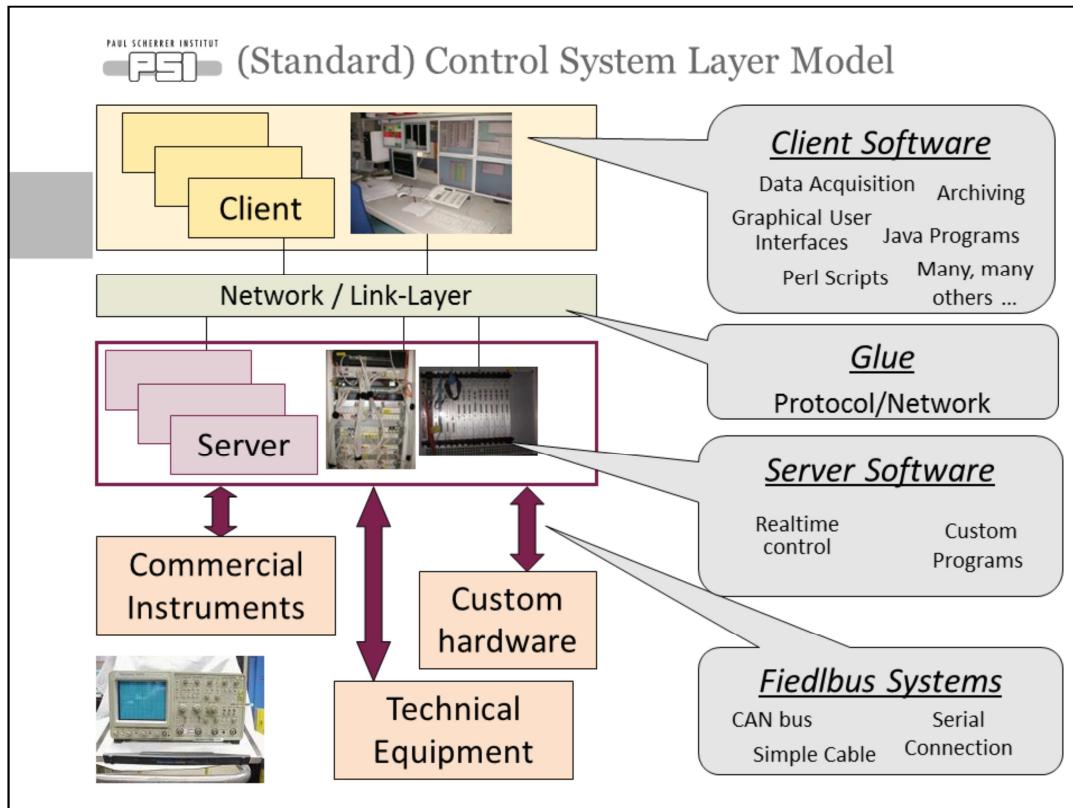 PAUL SCHERRER INSTITUT
PSI
(Standard) Control System Layer Model
Client
Network / Link-Layer
Server
Commercial
Instruments
Custom
hardware
Technical
Equipment
Client Software
Data Acquisition
Archiving
Graphical User
Interfaces
Java Programs
Perl Scripts
Many, many
others ...
Glue
Protocol/Network
Server Software
Realtime
control
Custom
Programs
Fiedlbus Systems
CAN bus
Serial
Connection
Simple Cable